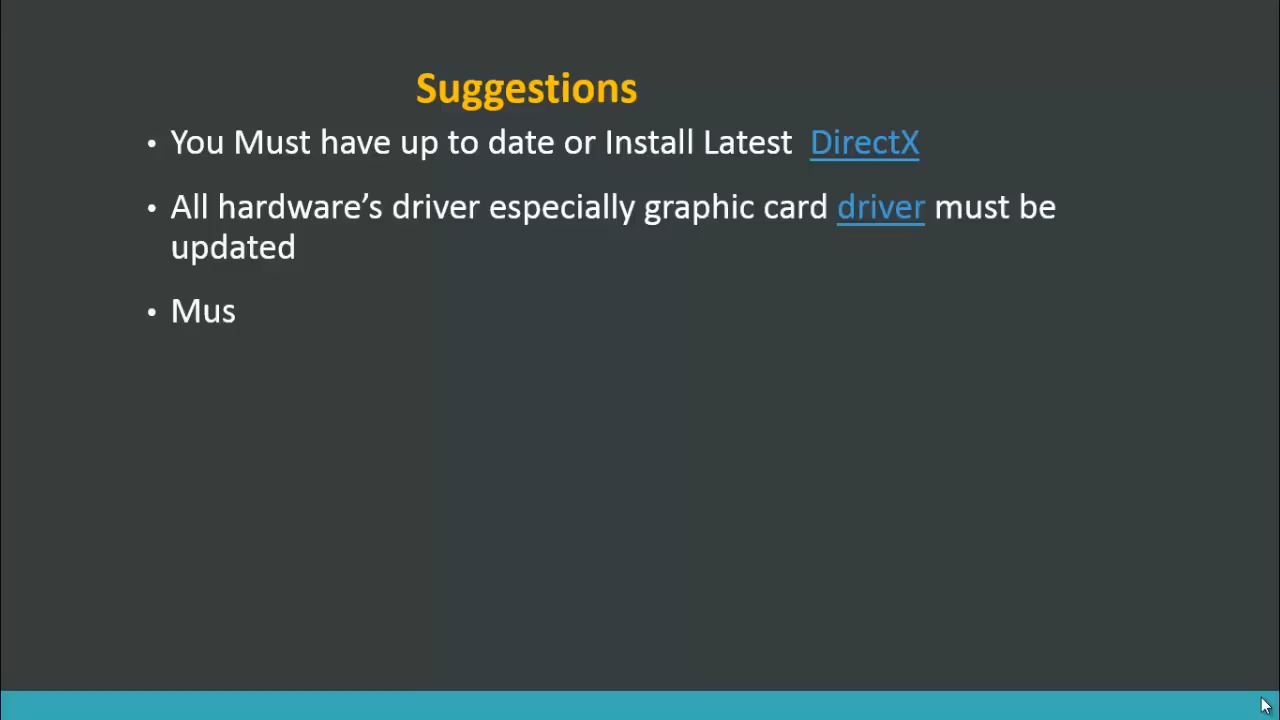 Suggestions
• You Must have up to date or Install Latest  DirectX
• All hardware’s driver especially graphic card driver must be
updated
• Mus